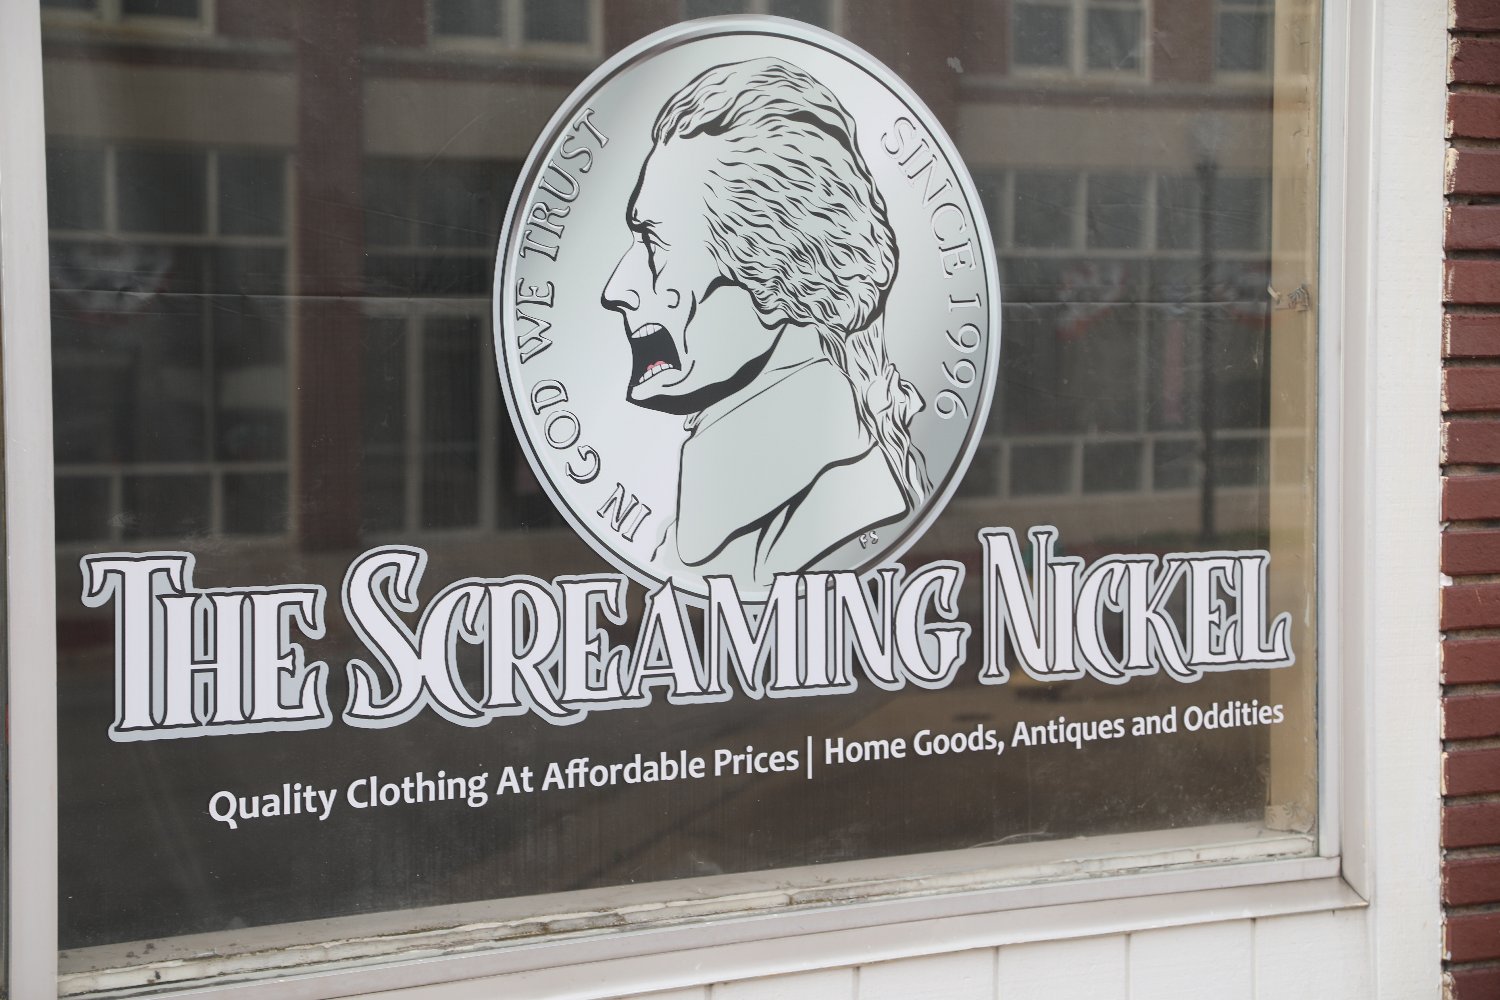 IN GOD WE TRUST
SINCE 1996
FS
THE SCREAMING NICKEL
Quality Clothing At Affordable Prices | Home Goods, Antiques and Oddities